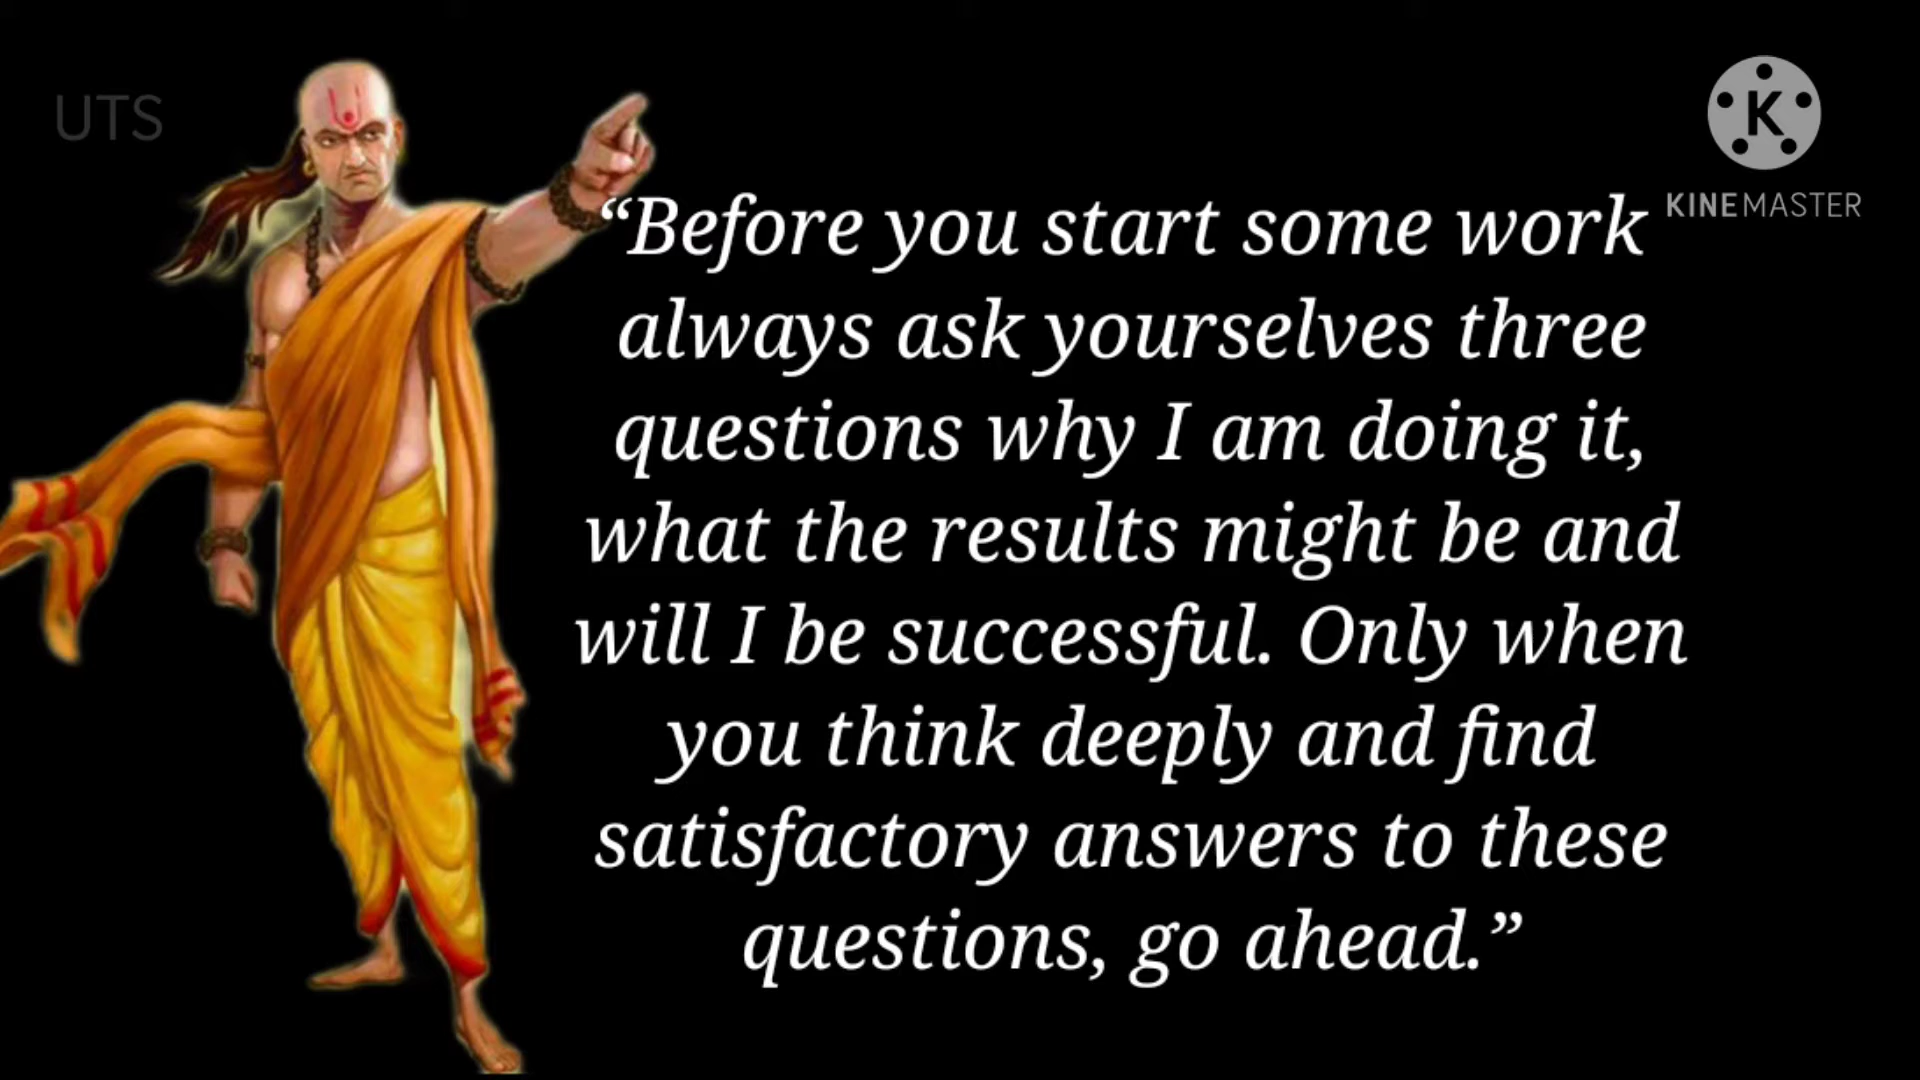 UTS
K
KINEMASTER
“Before you start some work
always ask yourselves three
questions why I am doing it,
what the results might be and
will I be successful. Only when
you think deeply and find
satisfactory answers to these
questions, go ahead.”